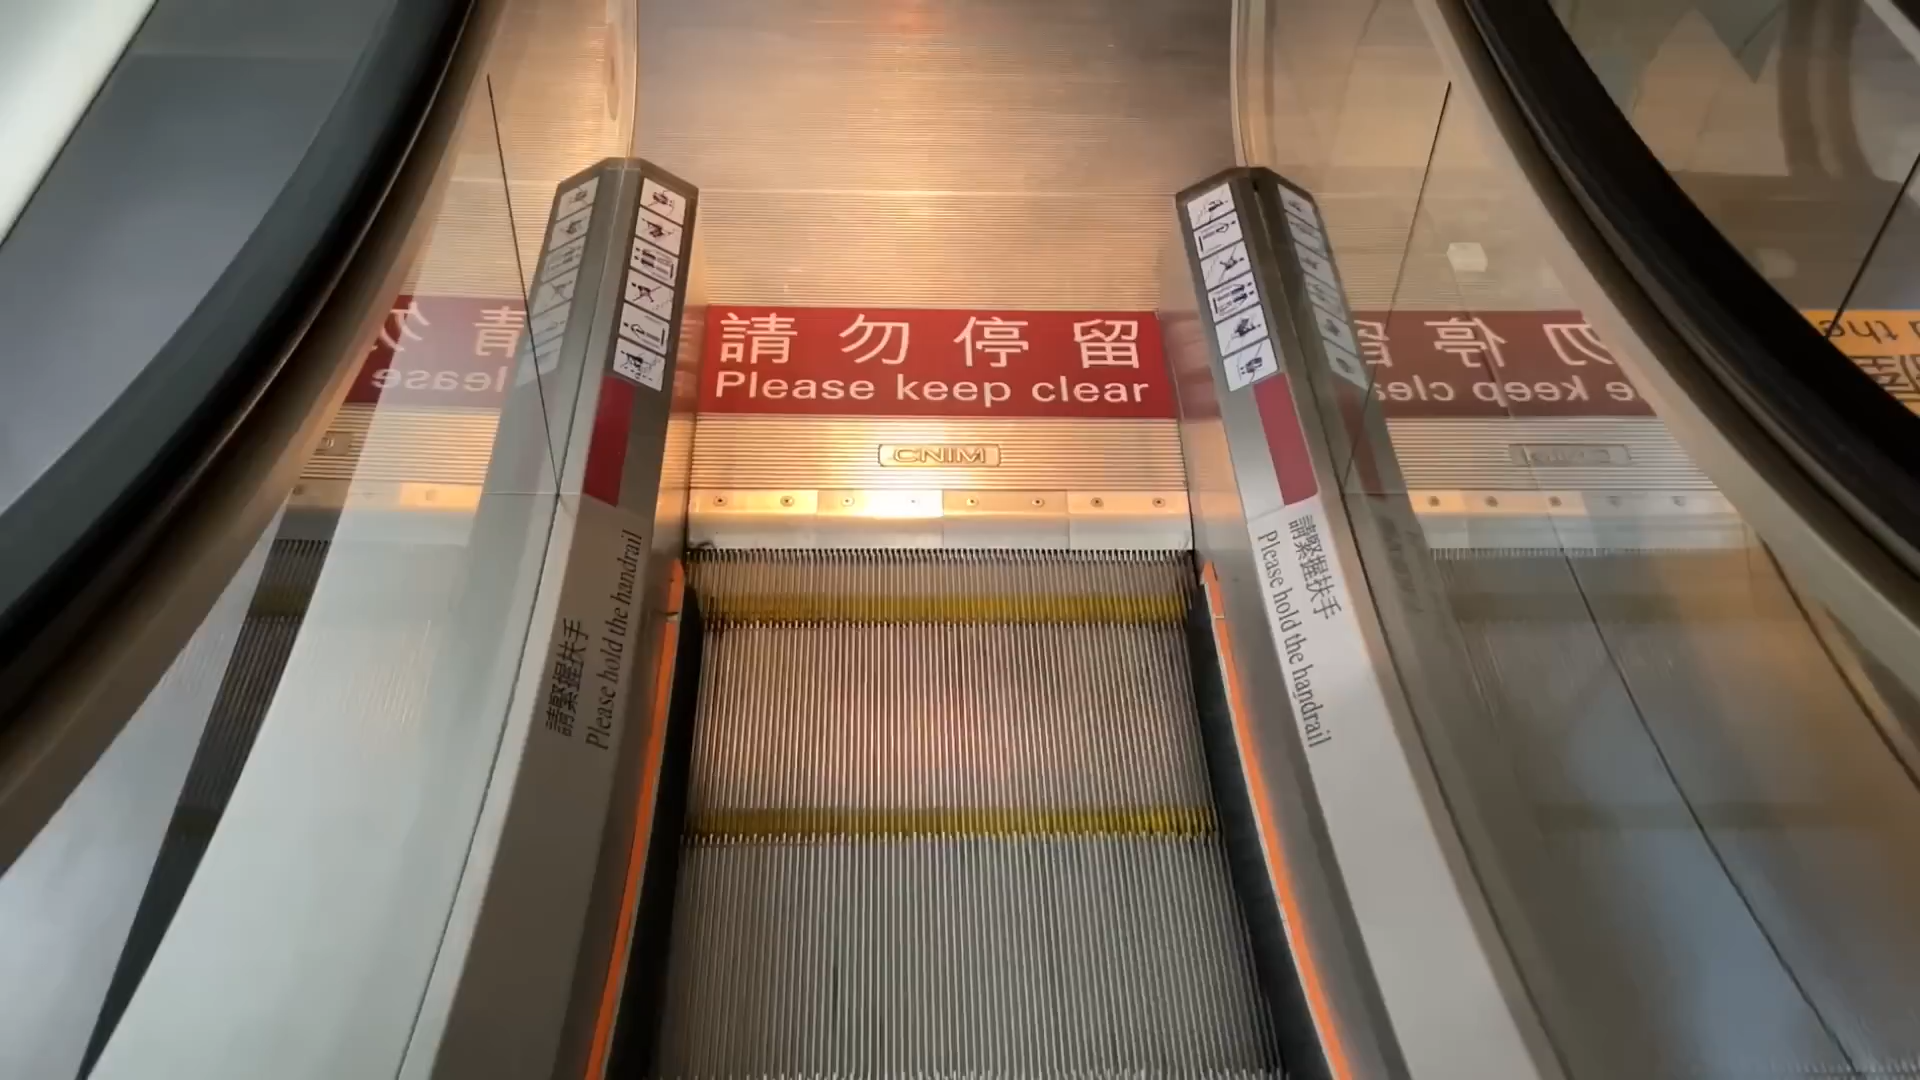 請勿停留
Please keep clear
CNIM
請緊握扶手
Please hold the handrail
請緊握扶手
Please hold the handrail